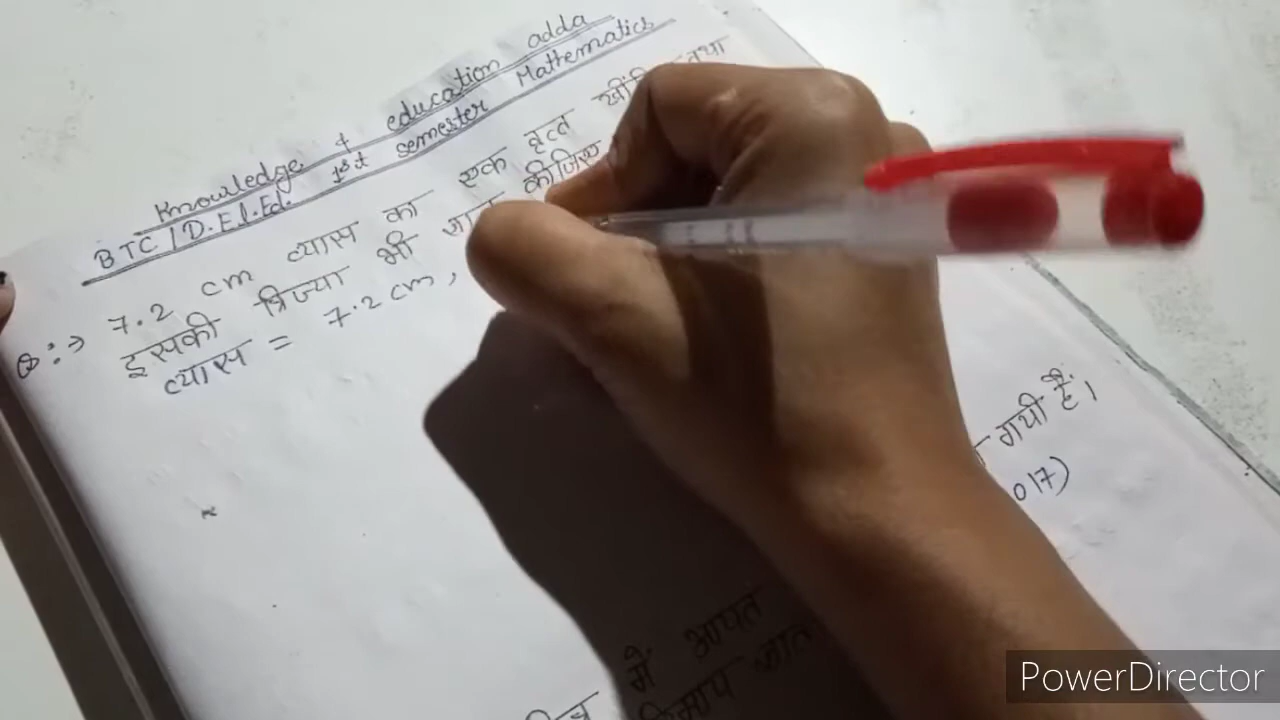 Knowledge & education adda
BTC / D.El.Ed. 1st semester Mathematics
Q:→ 7.2 cm व्यास का एक वृत्त तथा
इसकी त्रिज्या भी ज्ञात कीजिए
व्यास = 7.2 cm,
गयी हैं।
017)
में आयत
PowerDirector